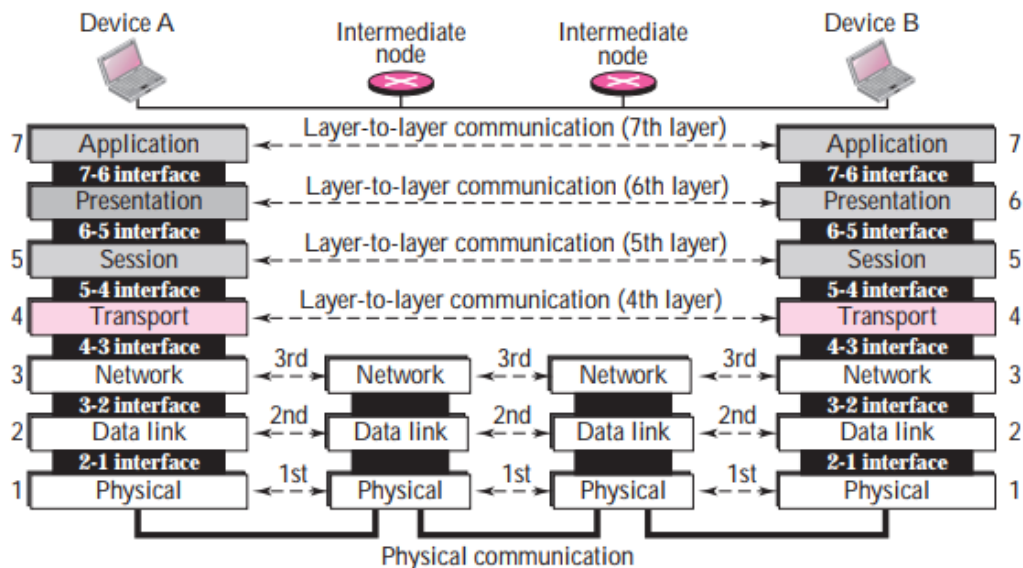 Device A
Intermediate
node
Intermediate
node
Device B
Layer-to-layer communication (7th layer)
7 Application Application 7
7-6 interface 7-6 interface
Layer-to-layer communication (6th layer)
Presentation Presentation 6
6-5 interface 6-5 interface
Layer-to-layer communication (5th layer)
5 Session Session 5
5-4 interface 5-4 interface
Layer-to-layer communication (4th layer)
4 Transport Transport 4
4-3 interface 4-3 interface
3 Network 3rd Network 3rd Network 3rd Network 3
3-2 interface 3-2 interface
2 Data link 2nd Data link 2nd Data link 2nd Data link 2
2-1 interface 2-1 interface
1 Physical 1st Physical 1st Physical 1st Physical 1
Physical communication